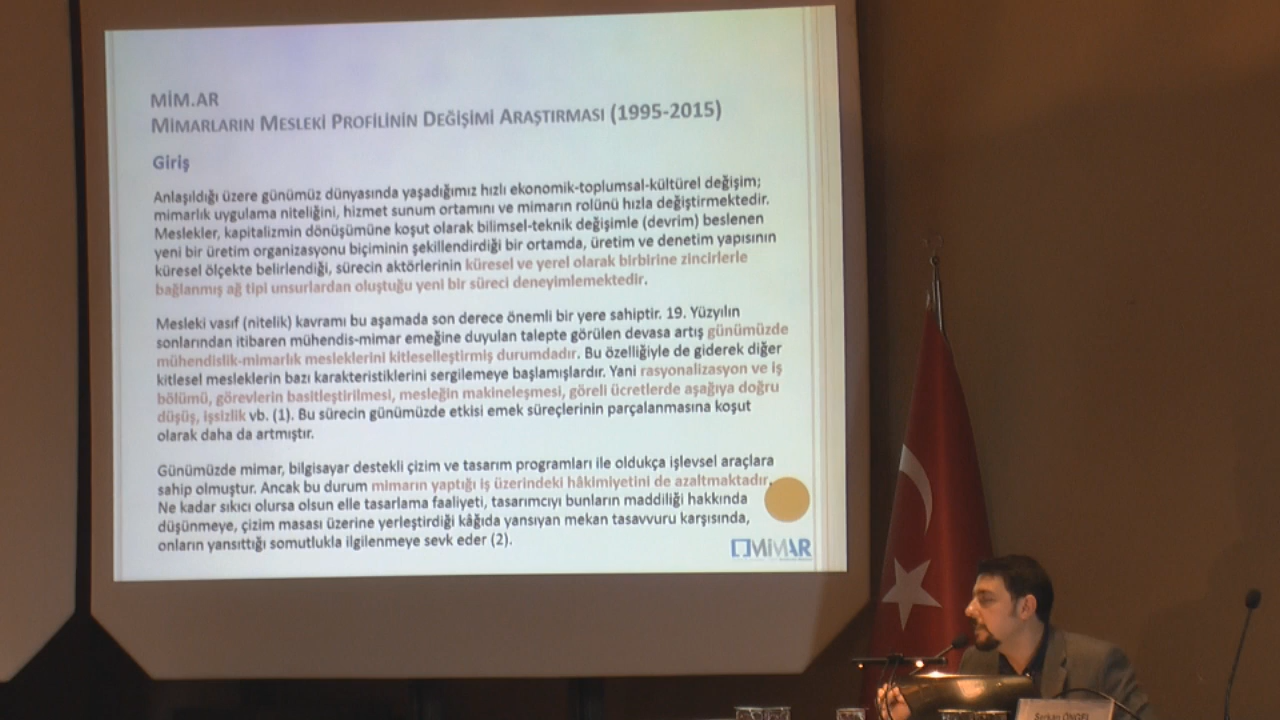 MİM.AR
MİMARLARIN MESLEKİ PROFİLİNİN DEĞİŞİMİ ARAŞTIRMASI (1995-2015)
Giriş
Anlaşıldığı üzere günümüz dünyasında yaşadığımız hızlı ekonomik-toplumsal-kültürel değişim;
mimarlık uygulama niteliğini, hizmet sunum ortamını ve mimarın rolünü hızla değiştirmektedir.
Meslekler, kapitalizmin dönüşümüne koşut olarak bilimsel-teknik değişimle (devrim) beslenen
yeni bir üretim organizasyonu biçiminin şekillendirdiği bir ortamda, üretim ve denetim yapısının
küresel ölçekte belirlendiği, sürecin aktörlerinin küresel ve yerel olarak birbirine zincirlerle
bağlanmış ağ tipi unsurlardan oluştuğu yeni bir süreci deneyimlemektedir.
Mesleki vasıf (nitelik) kavramı bu aşamada son derece önemli bir yere sahiptir. 19. Yüzyılın
sonlarından itibaren mühendis-mimar emeğine duyulan talepte görülen devasa artış günümüzde
mühendislik-mimarlık mesleklerini kitleselleştirmiş durumdadır. Bu özelliğiyle de giderek diğer
kitlesel mesleklerin bazı karakteristiklerini sergilemeye başlamışlardır. Yani rasyonalizasyon ve iş
bölümü, görevlerin basitleştirilmesi, mesleğin makineleşmesi, göreli ücretlerde aşağıya doğru
düşüş, işsizlik vb. (1). Bu sürecin günümüzde etkisi emek süreçlerinin parçalanmasına koşut
olarak daha da artmıştır.
Günümüzde mimar, bilgisayar destekli çizim ve tasarım programları ile oldukça işlevsel araçlara
sahip olmuştur. Ancak bu durum mimarın yaptığı iş üzerindeki hâkimiyetini de azaltmaktadır.
Ne kadar sıkıcı olursa olsun elle tasarlama faaliyeti, tasarımcıyı bunların maddiliği hakkında
düşünmeye, çizim masası üzerine yerleştirdiği kâğıda yansıyan mekan tasavvuru karşısında,
onların yansıttığı somutlukla ilgilenmeye sevk eder (2).
MİMAR